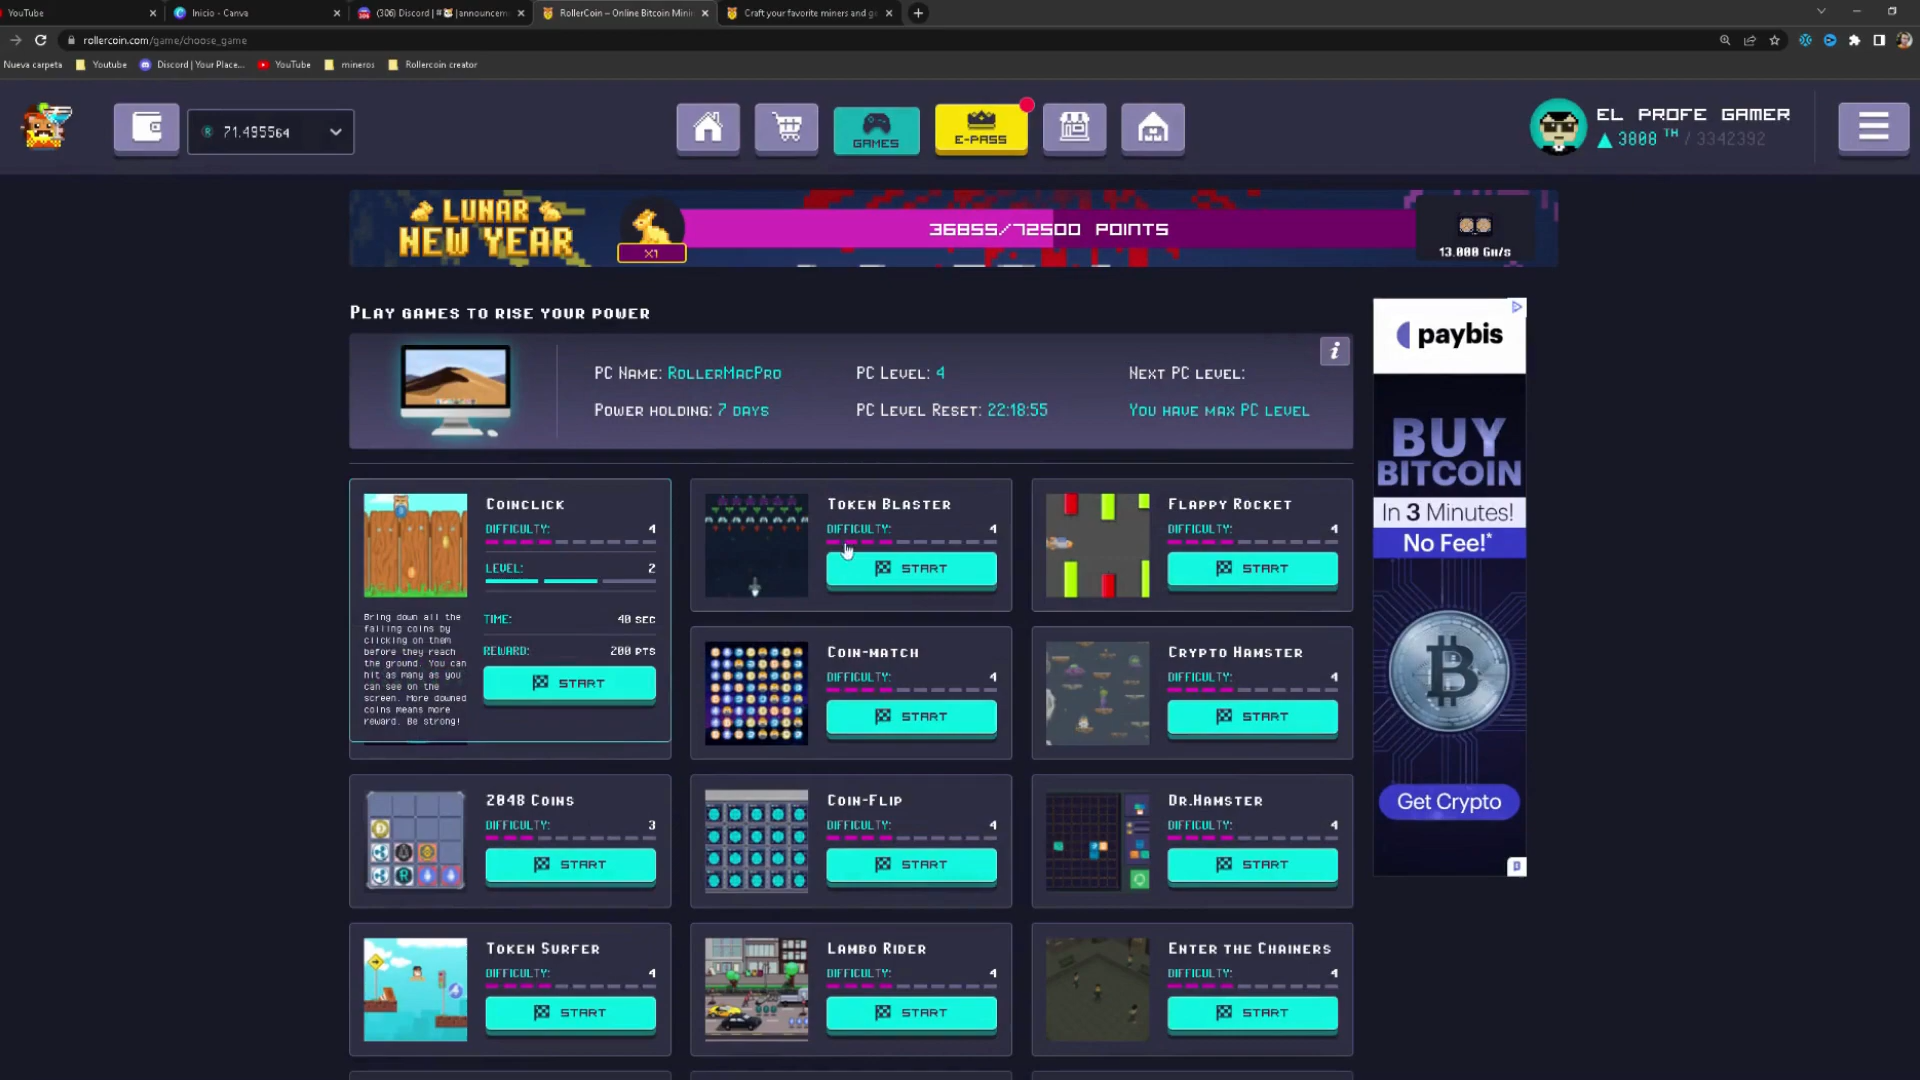 YouTube
Inicio - Canva
(306) Discord | #
|announcem
RollerCoin – Online Bitcoin Mini
Craft your favorite miners and g
rollercoin.com/game/choose_game
Nueva carpeta
Youtube
Discord | Your Place...
YouTube
mineros
Rollercoin creator
71.495564
GAMES
E-PASS
EL PROFE GAMER
3808 TH / 3342392
LUNAR
NEW YEAR
X1
36855/72500 POINTS
13.000 Gh/s
PLAY GAMES TO RISE YOUR POWER
PC NAME: ROLLERMACPRO
PC LEVEL: 4
NEXT PC LEVEL:
POWER HOLDING: 7 DAYS
PC LEVEL RESET: 22:18:55
YOU HAVE MAX PC LEVEL
i
COINCLICK
DIFFICULTY: 4
LEVEL: 2
TIME: 40 SEC
REWARD: 200 PTS
START
Bring down all the
falling coins by
clicking on them
before they reach
the ground. You can
hit as many as you
can see on the
screen. More downed
coins means more
reward. Be strong!
TOKEN BLASTER
DIFFICULTY: 4
START
FLAPPY ROCKET
DIFFICULTY: 4
START
COIN-MATCH
DIFFICULTY: 4
START
CRYPTO HAMSTER
DIFFICULTY: 4
START
2048 COINS
DIFFICULTY: 3
START
COIN-FLIP
DIFFICULTY: 4
START
DR.HAMSTER
DIFFICULTY: 4
START
TOKEN SURFER
DIFFICULTY: 4
START
LAMBO RIDER
DIFFICULTY: 4
START
ENTER THE CHAINERS
DIFFICULTY: 4
START
paybis
BUY
BITCOIN
In 3 Minutes!
No Fee!*
Get Crypto